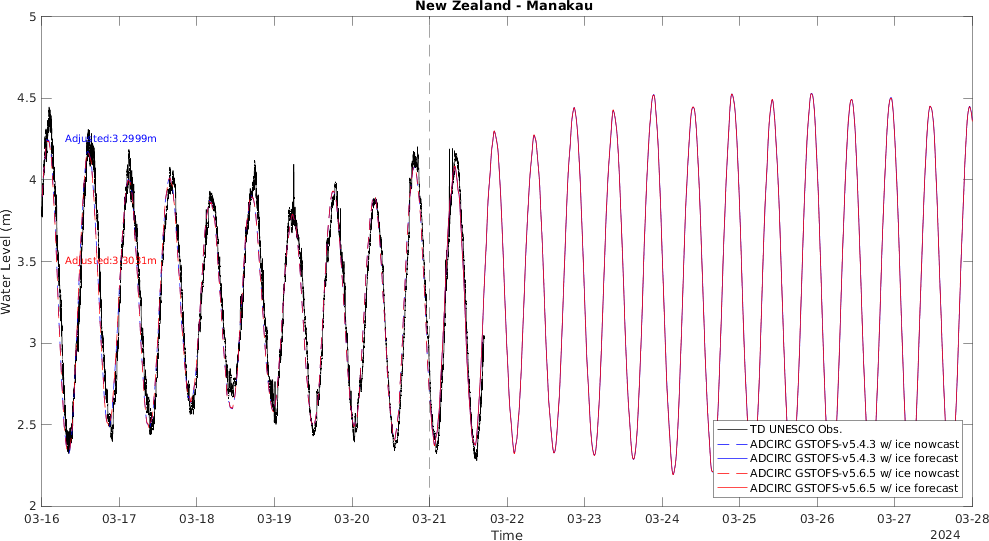 New Zealand - Manakau
5
4.5
4
3.5
3
2.5
2
Water Level (m)
Adjusted:3.2999m
Adjusted:3.3031m
TD UNESCO Obs.
ADCIRC GSTOFS-v5.4.3 w/ ice nowcast
ADCIRC GSTOFS-v5.4.3 w/ ice forecast
ADCIRC GSTOFS-v5.6.5 w/ ice nowcast
ADCIRC GSTOFS-v5.6.5 w/ ice forecast
03-16 03-17 03-18 03-19 03-20 03-21 03-22 03-23 03-24 03-25 03-26 03-27 03-28
Time
2024